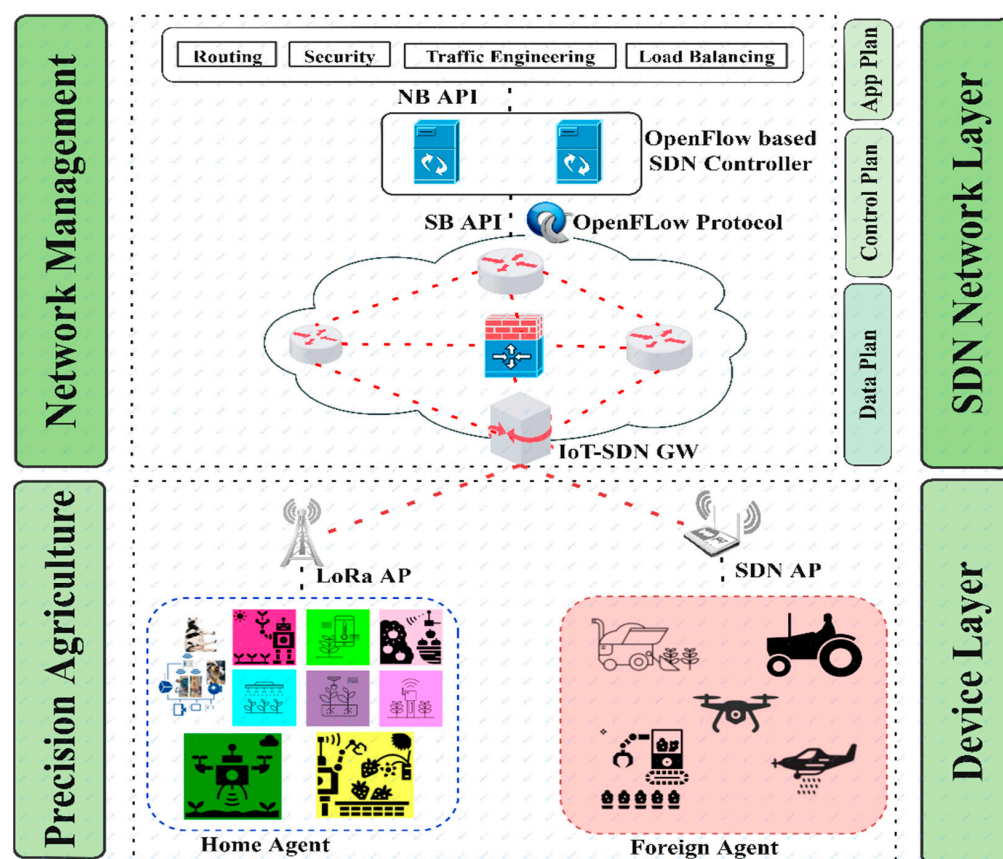 Network Management
Routing
Security
Traffic Engineering
Load Balancing
NB API
OpenFlow based
SDN Controller
SB API
OpenFLow Protocol
IoT-SDN GW
App Plan
Control Plan
Data Plan
SDN Network Layer
Precision Agriculture
LoRa AP
SDN AP
Home Agent
Foreign Agent
Device Layer